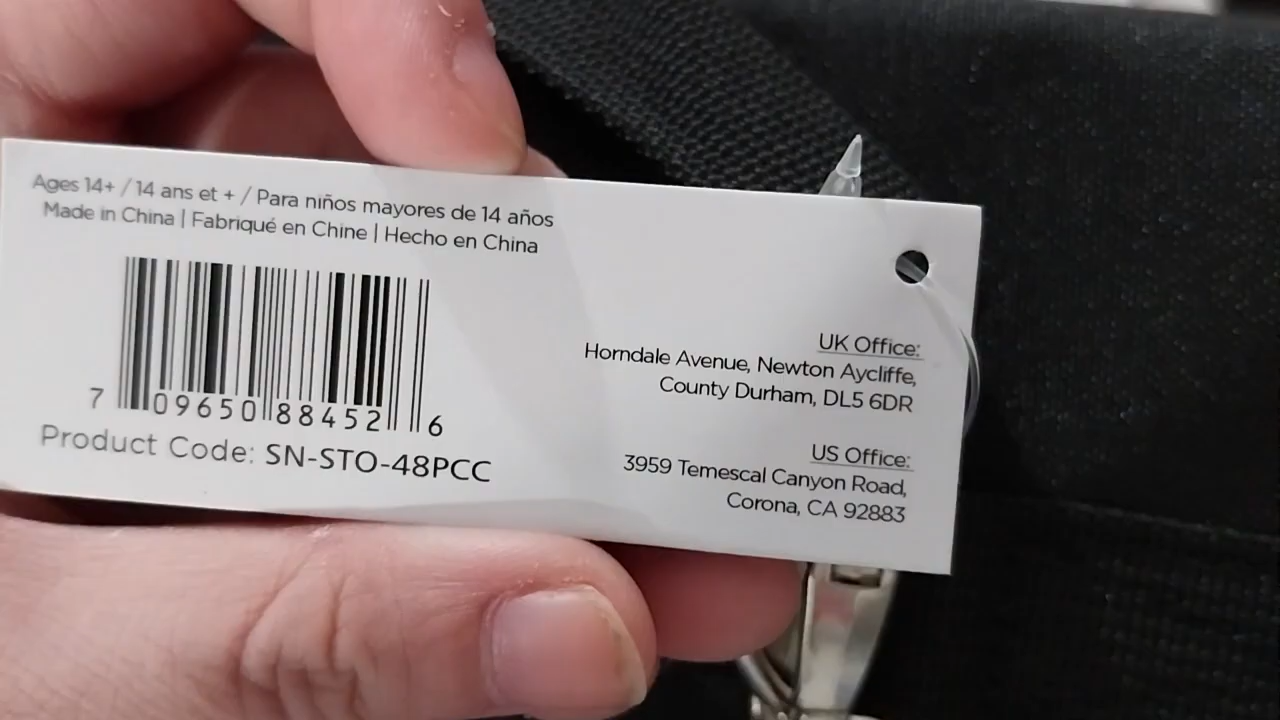 Ages 14+ / 14 ans et + / Para niños mayores de 14 años
Made in China | Fabriqué en Chine | Hecho en China
7 09650 88452 6
Product Code: SN-STO-48PCC
UK Office:
Horndale Avenue, Newton Aycliffe,
County Durham, DL5 6DR
US Office:
3959 Temescal Canyon Road,
Corona, CA 92883